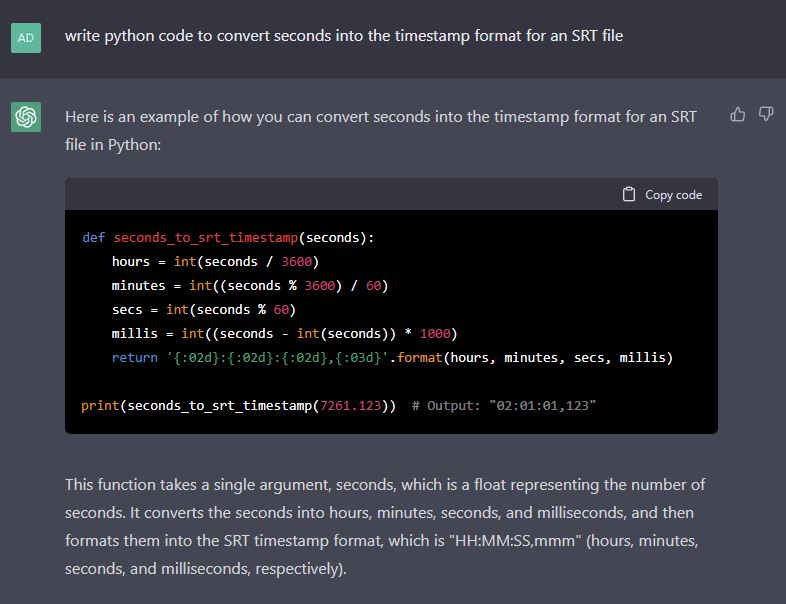 AD
write python code to convert seconds into the timestamp format for an SRT file
Here is an example of how you can convert seconds into the timestamp format for an SRT
file in Python:
Copy code
def seconds_to_srt_timestamp(seconds):
    hours = int(seconds / 3600)
    minutes = int((seconds % 3600) / 60)
    secs = int(seconds % 60)
    millis = int((seconds - int(seconds)) * 1000)
    return '{:02d}:{:02d}:{:02d},{:03d}'.format(hours, minutes, secs, millis)
print(seconds_to_srt_timestamp(7261.123))  # Output: "02:01:01,123"
This function takes a single argument, seconds, which is a float representing the number of
seconds. It converts the seconds into hours, minutes, seconds, and milliseconds, and then
formats them into the SRT timestamp format, which is "HH:MM:SS,mmm" (hours, minutes,
seconds, and milliseconds, respectively).